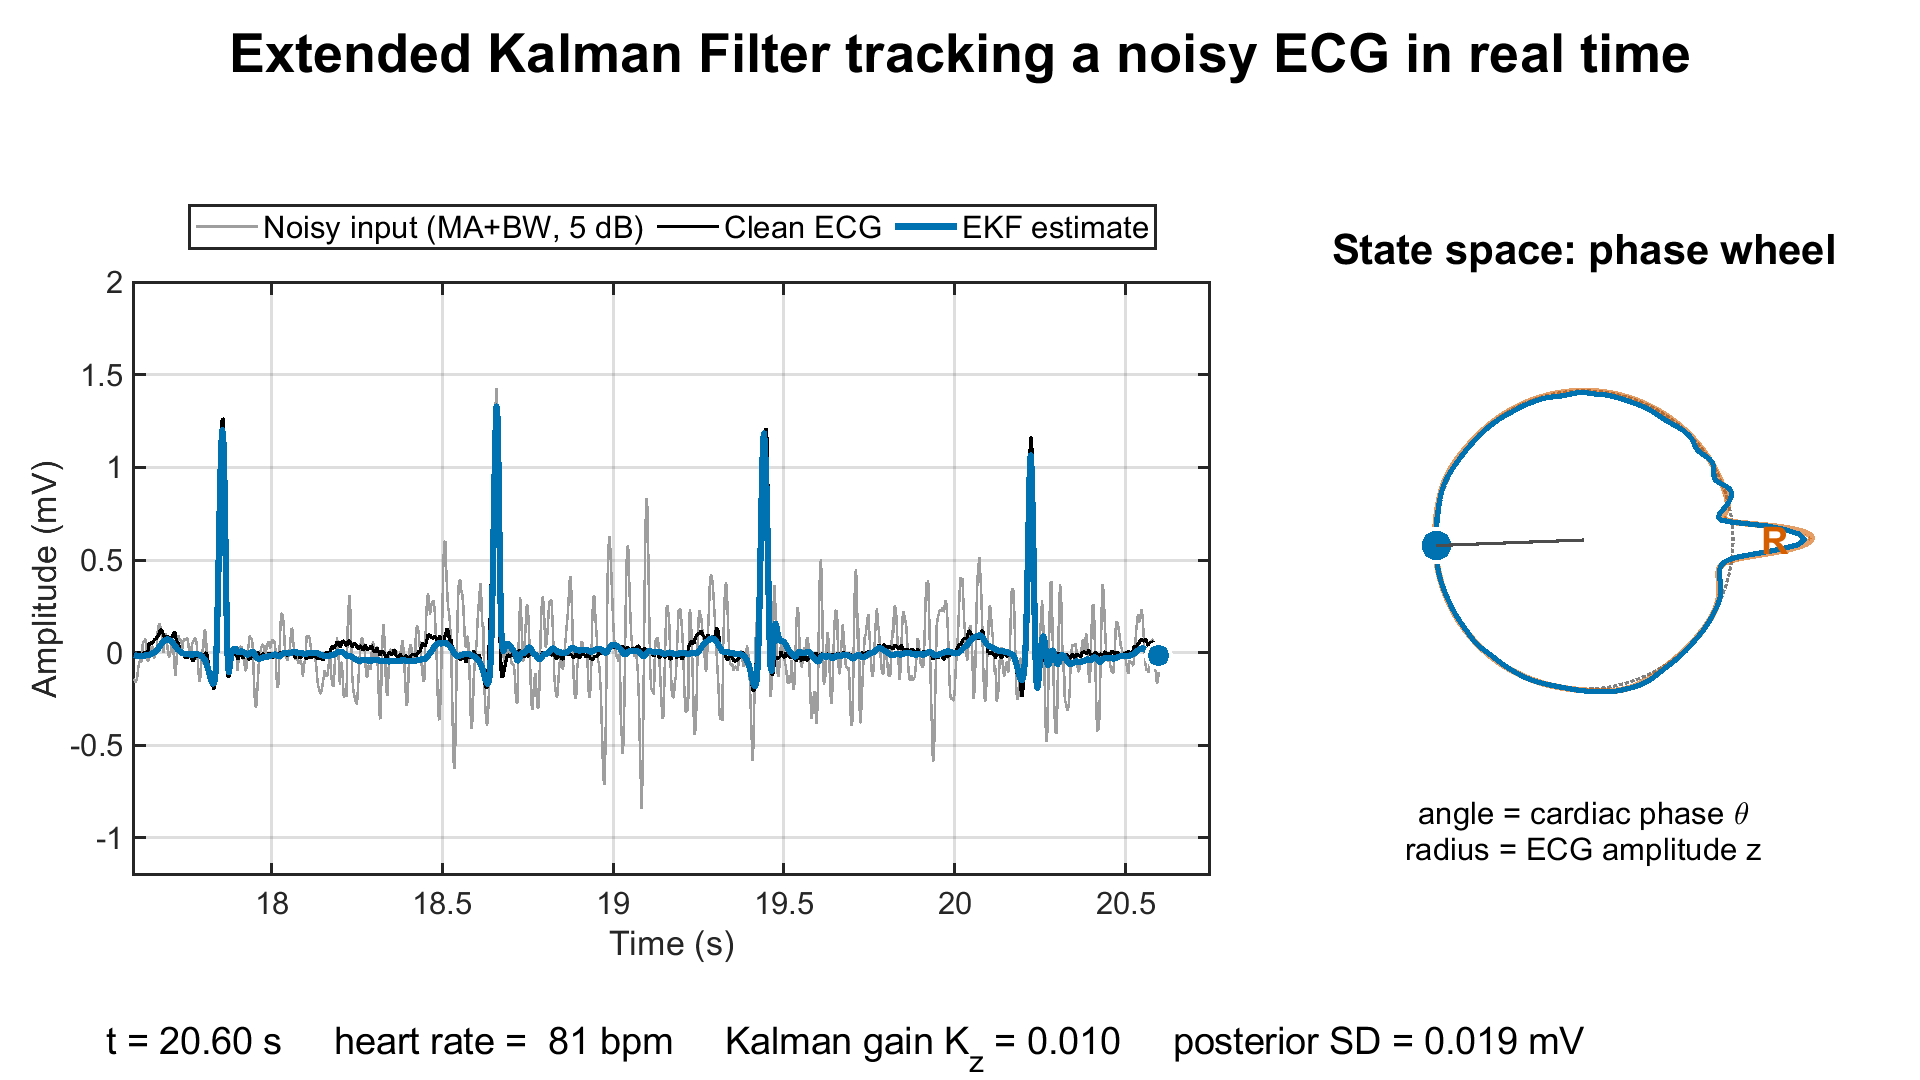 Extended Kalman Filter tracking a noisy ECG in real time
Noisy input (MA+BW, 5 dB) Clean ECG EKF estimate
State space: phase wheel
2
1.5
1
0.5
0
-0.5
-1
Amplitude (mV)
18 18.5 19 19.5 20 20.5
Time (s)
R
angle = cardiac phase θ
radius = ECG amplitude z
t = 20.60 s heart rate = 81 bpm Kalman gain K_z = 0.010 posterior SD = 0.019 mV